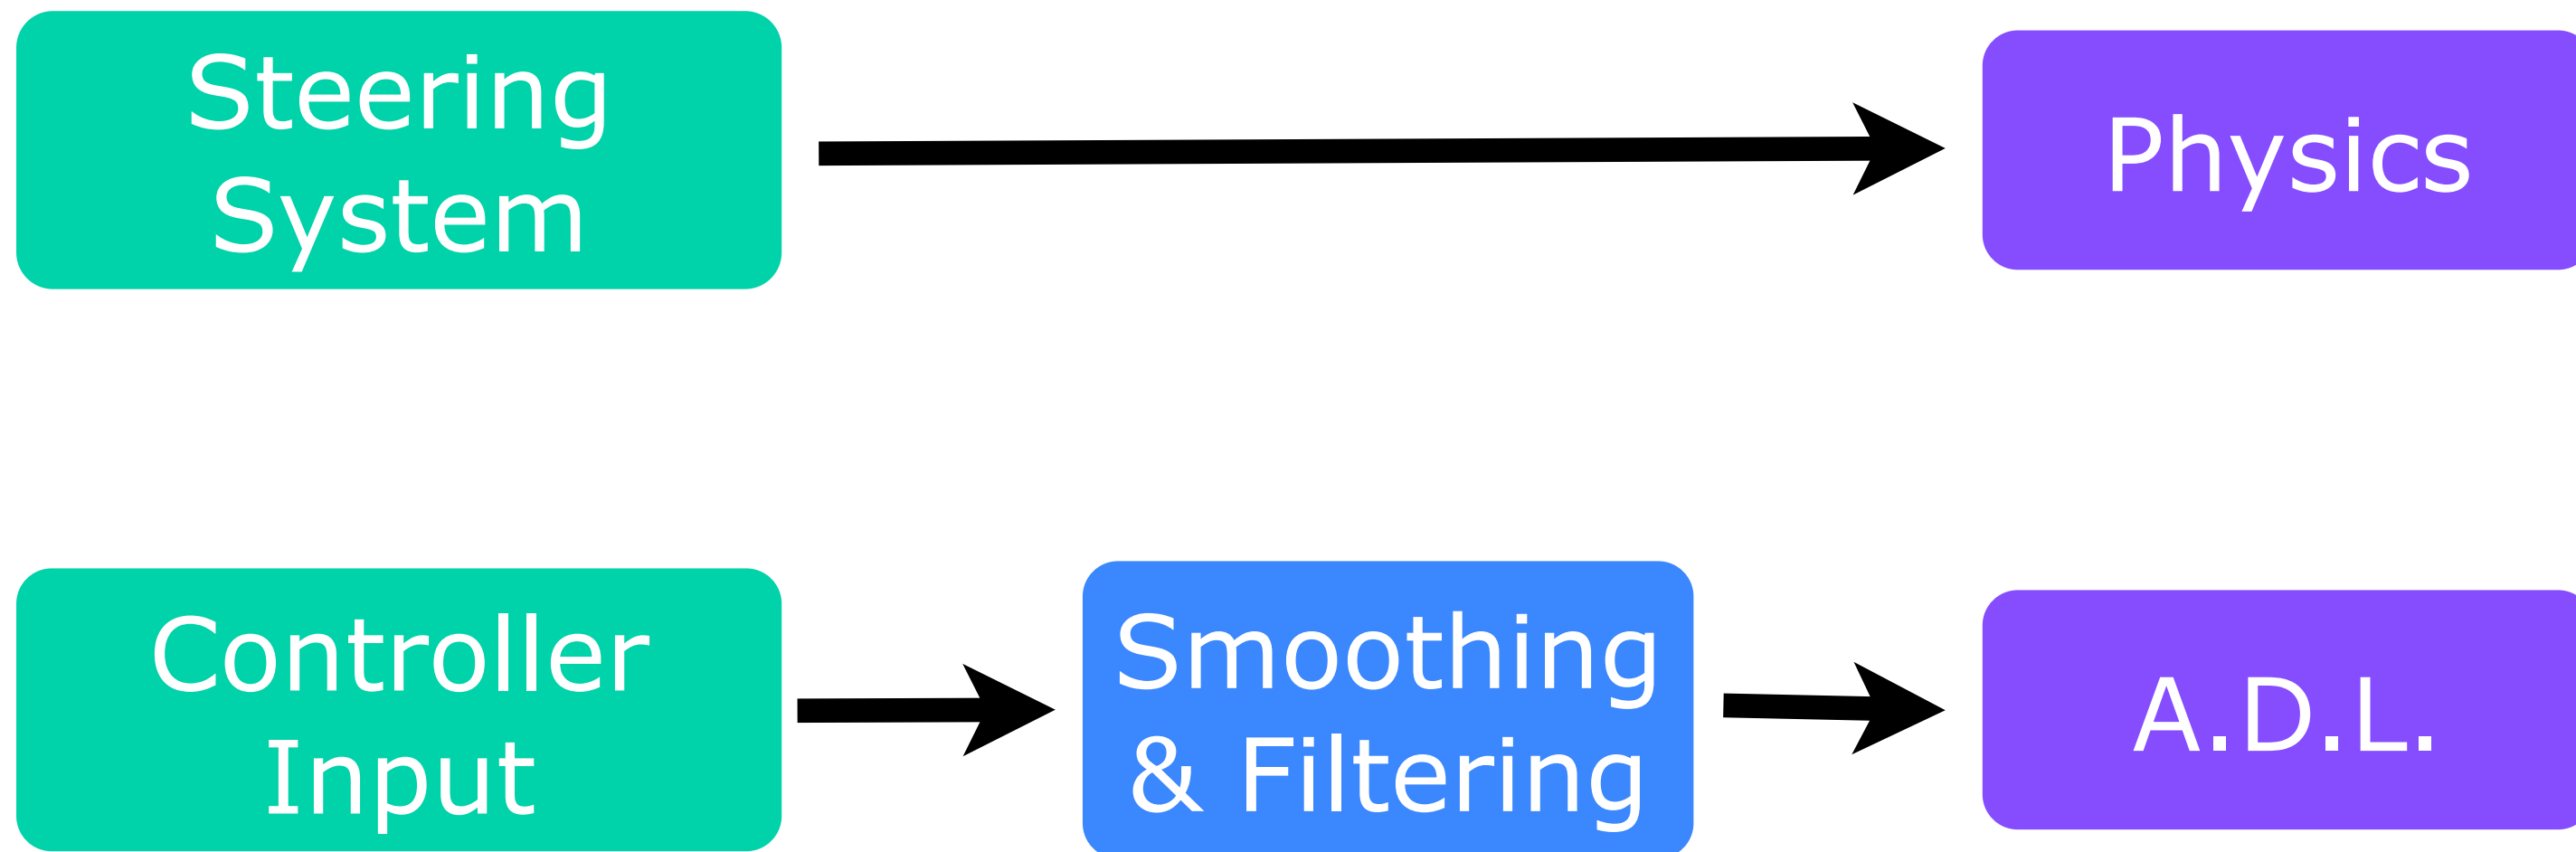 Steering
System
Physics
Controller
Input
Smoothing
& Filtering
A.D.L.